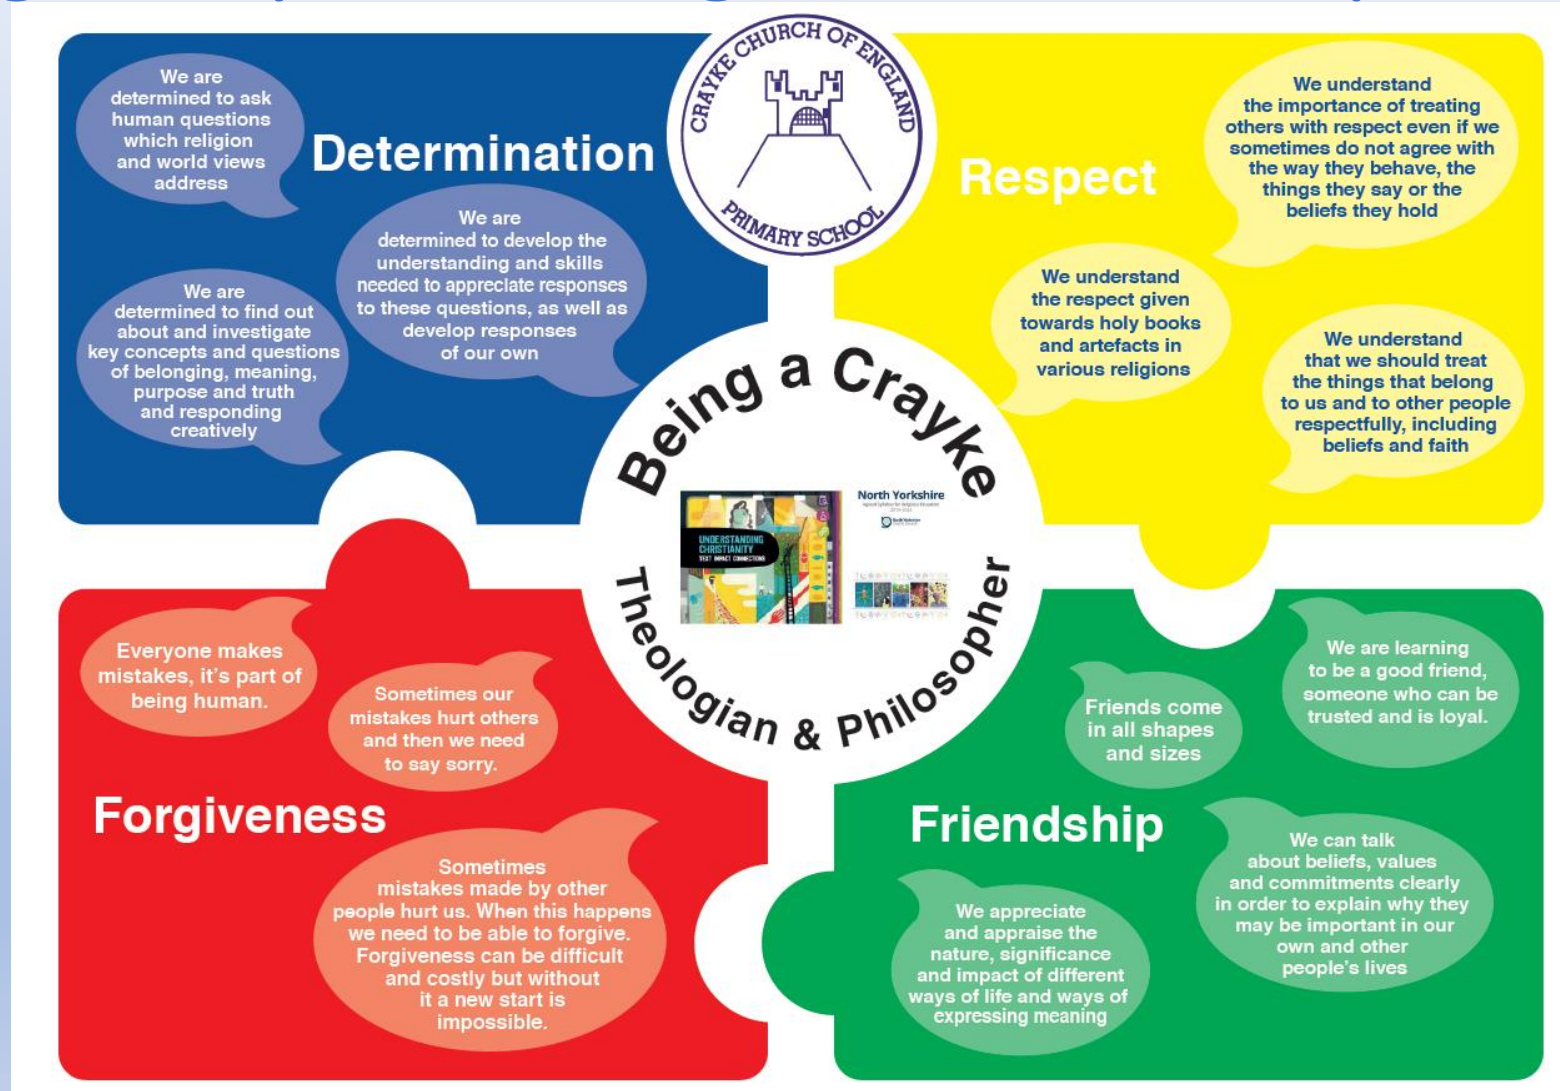 CRAYKE CHURCH OF ENGLAND
PRIMARY SCHOOL
Determination
We are
determined to ask
human questions
which religion
and world views
address
We are
determined to develop the
understanding and skills
needed to appreciate responses
to these questions, as well as
develop responses
of our own
We are
determined to find out
about and investigate
key concepts and questions
of belonging, meaning,
purpose and truth
and responding
creatively
Respect
We understand
the importance of treating
others with respect even if we
sometimes do not agree with
the way they behave, the
things they say or the
beliefs they hold
We understand
the respect given
towards holy books
and artefacts in
various religions
We understand
that we should treat
the things that belong
to us and to other people
respectfully, including
beliefs and faith
Being a Crayke
Theologian & Philosopher
UNDERSTANDING
CHRISTIANITY
TEXT IMPACT CONNECTIONS
North Yorkshire
Forgiveness
Everyone makes
mistakes, it's part of
being human.
Sometimes our
mistakes hurt others
and then we need
to say sorry.
Sometimes
mistakes made by other
people hurt us. When this happens
we need to be able to forgive.
Forgiveness can be difficult
and costly but without
it a new start is
impossible.
Friendship
Friends come
in all shapes
and sizes
We are learning
to be a good friend,
someone who can be
trusted and is loyal.
We appreciate
and appraise the
nature, significance
and impact of different
ways of life and ways of
expressing meaning
We can talk
about beliefs, values
and commitments clearly
in order to explain why they
may be important in our
own and other
people's lives